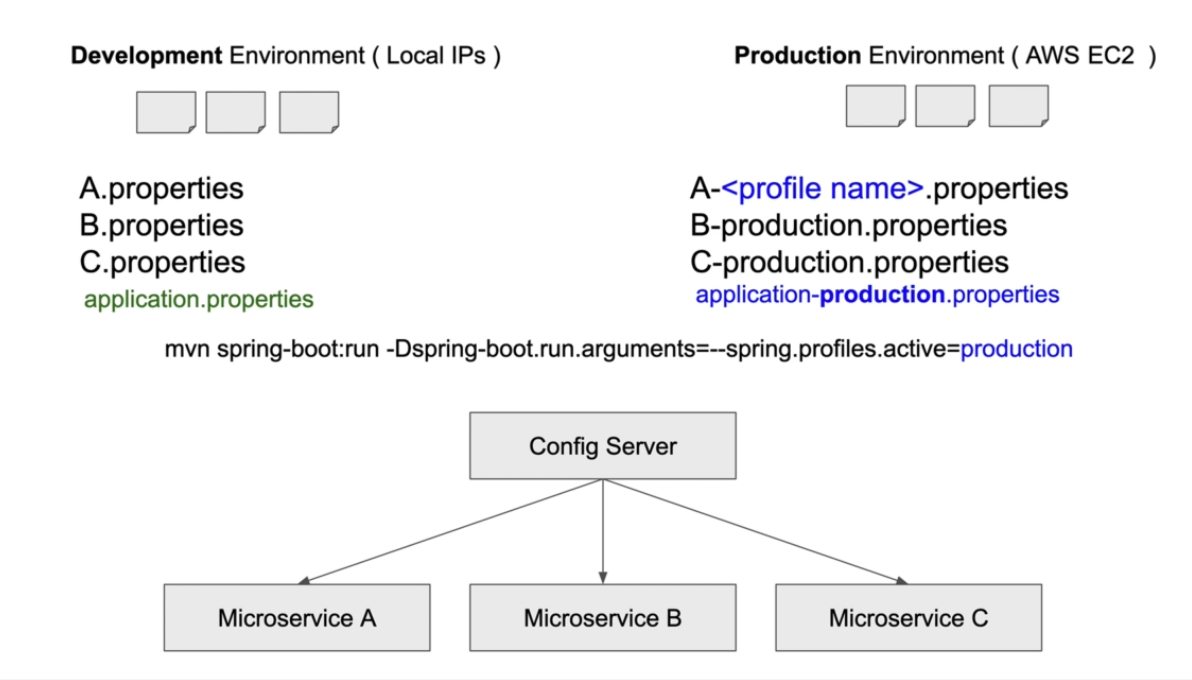 Development Environment ( Local IPs )
A.properties
B.properties
C.properties
application.properties
Production Environment ( AWS EC2 )
A-<profile name>.properties
B-production.properties
C-production.properties
application-production.properties
mvn spring-boot:run -Dspring-boot.run.arguments=--spring.profiles.active=production
Config Server
Microservice A
Microservice B
Microservice C